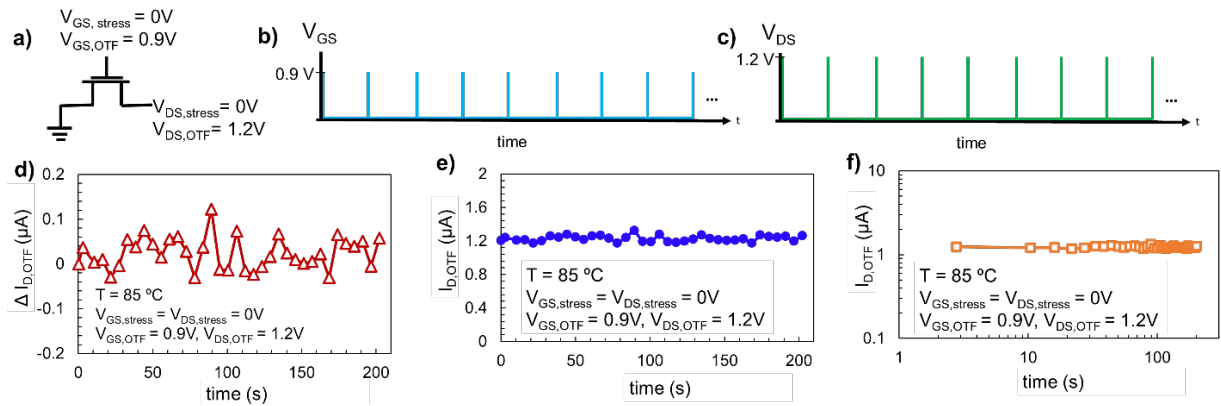 a)
V_GS, stress = 0V
V_GS,OTF = 0.9V
V_DS,stress = 0V
V_DS,OTF = 1.2V
b)
V_GS
0.9 V
...
t
time
c)
V_DS
1.2 V
...
t
time
d)
Δ I_D,OTF (µA)
0.2
0.1
0
-0.1
-0.2
T = 85 ºC
V_GS,stress = V_DS,stress = 0V
V_GS,OTF = 0.9V, V_DS,OTF = 1.2V
0 50 100 150 200
time (s)
e)
I_D,OTF (µA)
2
1.6
1.2
0.8
0.4
0
T = 85 ºC
V_GS,stress = V_DS,stress = 0V
V_GS,OTF = 0.9V, V_DS,OTF = 1.2V
0 50 100 150 200
time (s)
f)
I_D,OTF (µA)
10
1
0.1
T = 85 ºC
V_GS,stress = V_DS,stress = 0V
V_GS,OTF = 0.9V, V_DS,OTF = 1.2V
1 10 100
time (s)